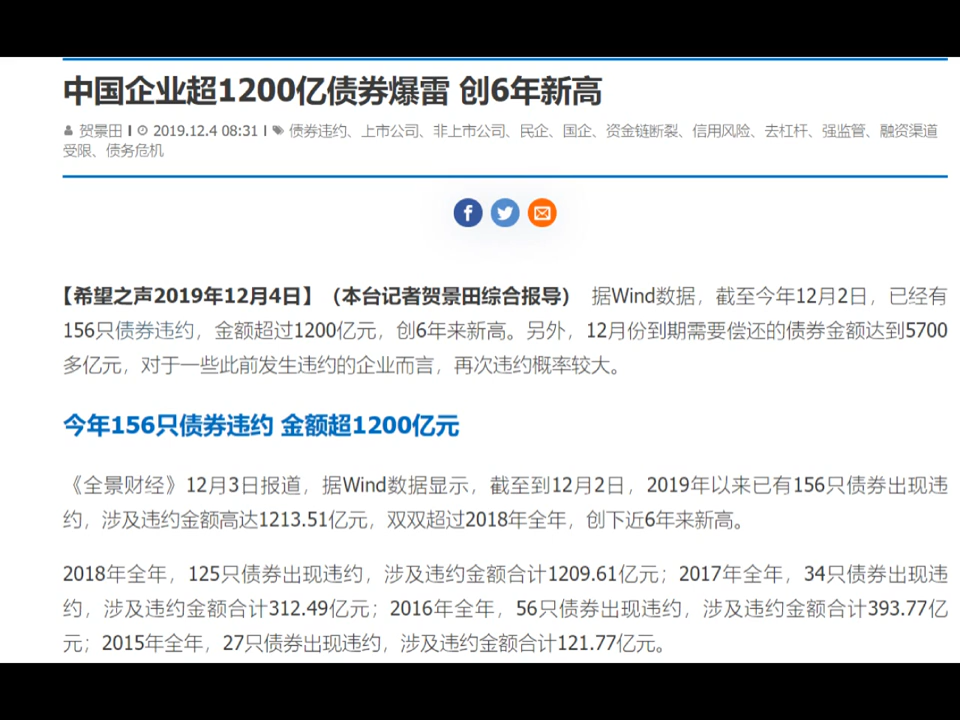 中国企业超1200亿债券爆雷 创6年新高
贺景田 I 2019.12.4 08:31 I 债券违约、上市公司、非上市公司、民企、国企、资金链断裂、信用风险、去杠杆、强监管、融资渠道
受限、债务危机
【希望之声2019年12月4日】（本台记者贺景田综合报导） 据Wind数据，截至今年12月2日，已经有
156只债券违约，金额超过1200亿元，创6年来新高。另外，12月份到期需要偿还的债券金额达到5700
多亿元，对于一些此前发生违约的企业而言，再次违约概率较大。
今年156只债券违约 金额超1200亿元
《全景财经》12月3日报道，据Wind数据显示，截至到12月2日，2019年以来已有156只债券出现违
约，涉及违约金额高达1213.51亿元，双双超过2018年全年，创下近6年来新高。
2018年全年，125只债券出现违约，涉及违约金额合计1209.61亿元；2017年全年，34只债券出现违
约，涉及违约金额合计312.49亿元；2016年全年，56只债券出现违约，涉及违约金额合计393.77亿
元；2015年全年，27只债券出现违约，涉及违约金额合计121.77亿元。